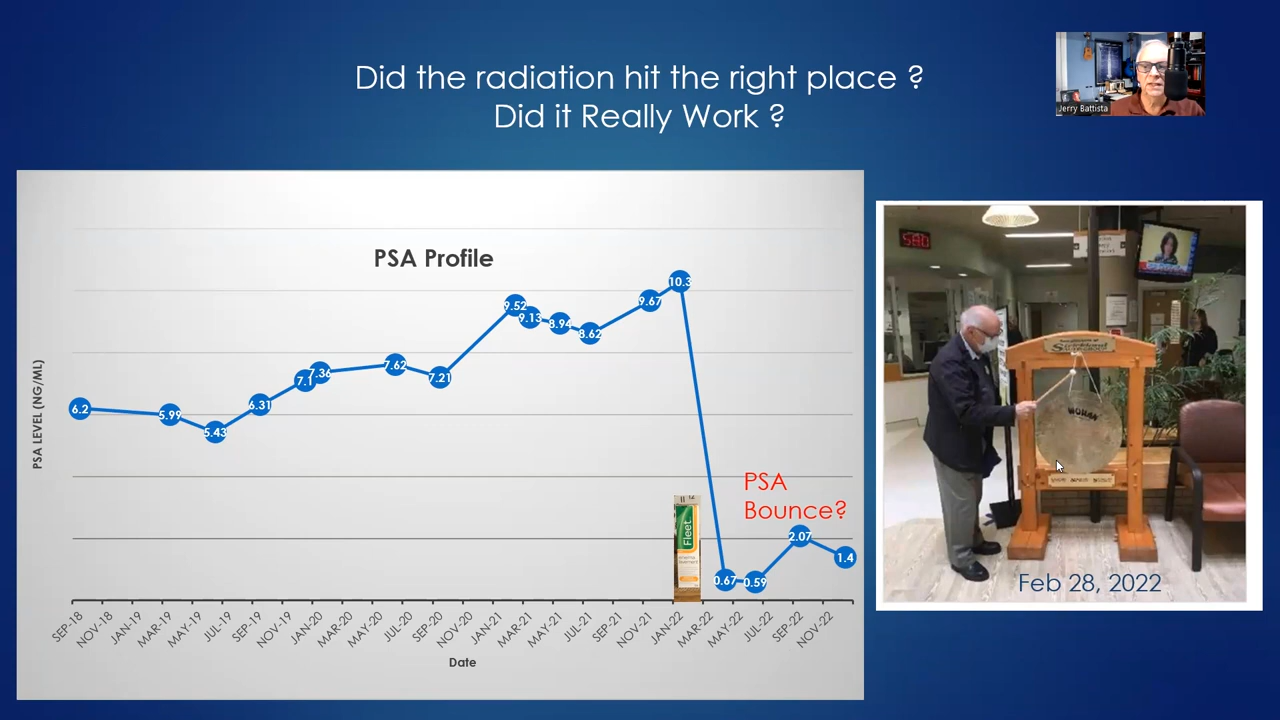 Did the radiation hit the right place ?
Did it Really Work ?
Jerry Battista
PSA Profile
PSA LEVEL (NG/ML)
6.2
5.99
5.43
6.31
7.1
7.36
7.62
7.21
9.52
9.13
8.94
8.62
9.67
10.3
0.67
0.59
2.07
1.4
PSA
Bounce?
Fleet
SEP-18
NOV-18
JAN-19
MAR-19
MAY-19
JUL-19
SEP-19
NOV-19
JAN-20
MAR-20
MAY-20
JUL-20
SEP-20
NOV-20
JAN-21
MAR-21
MAY-21
JUL-21
SEP-21
NOV-21
JAN-22
MAR-22
MAY-22
JUL-22
SEP-22
NOV-22
Date
WUHAN
Feb 28, 2022